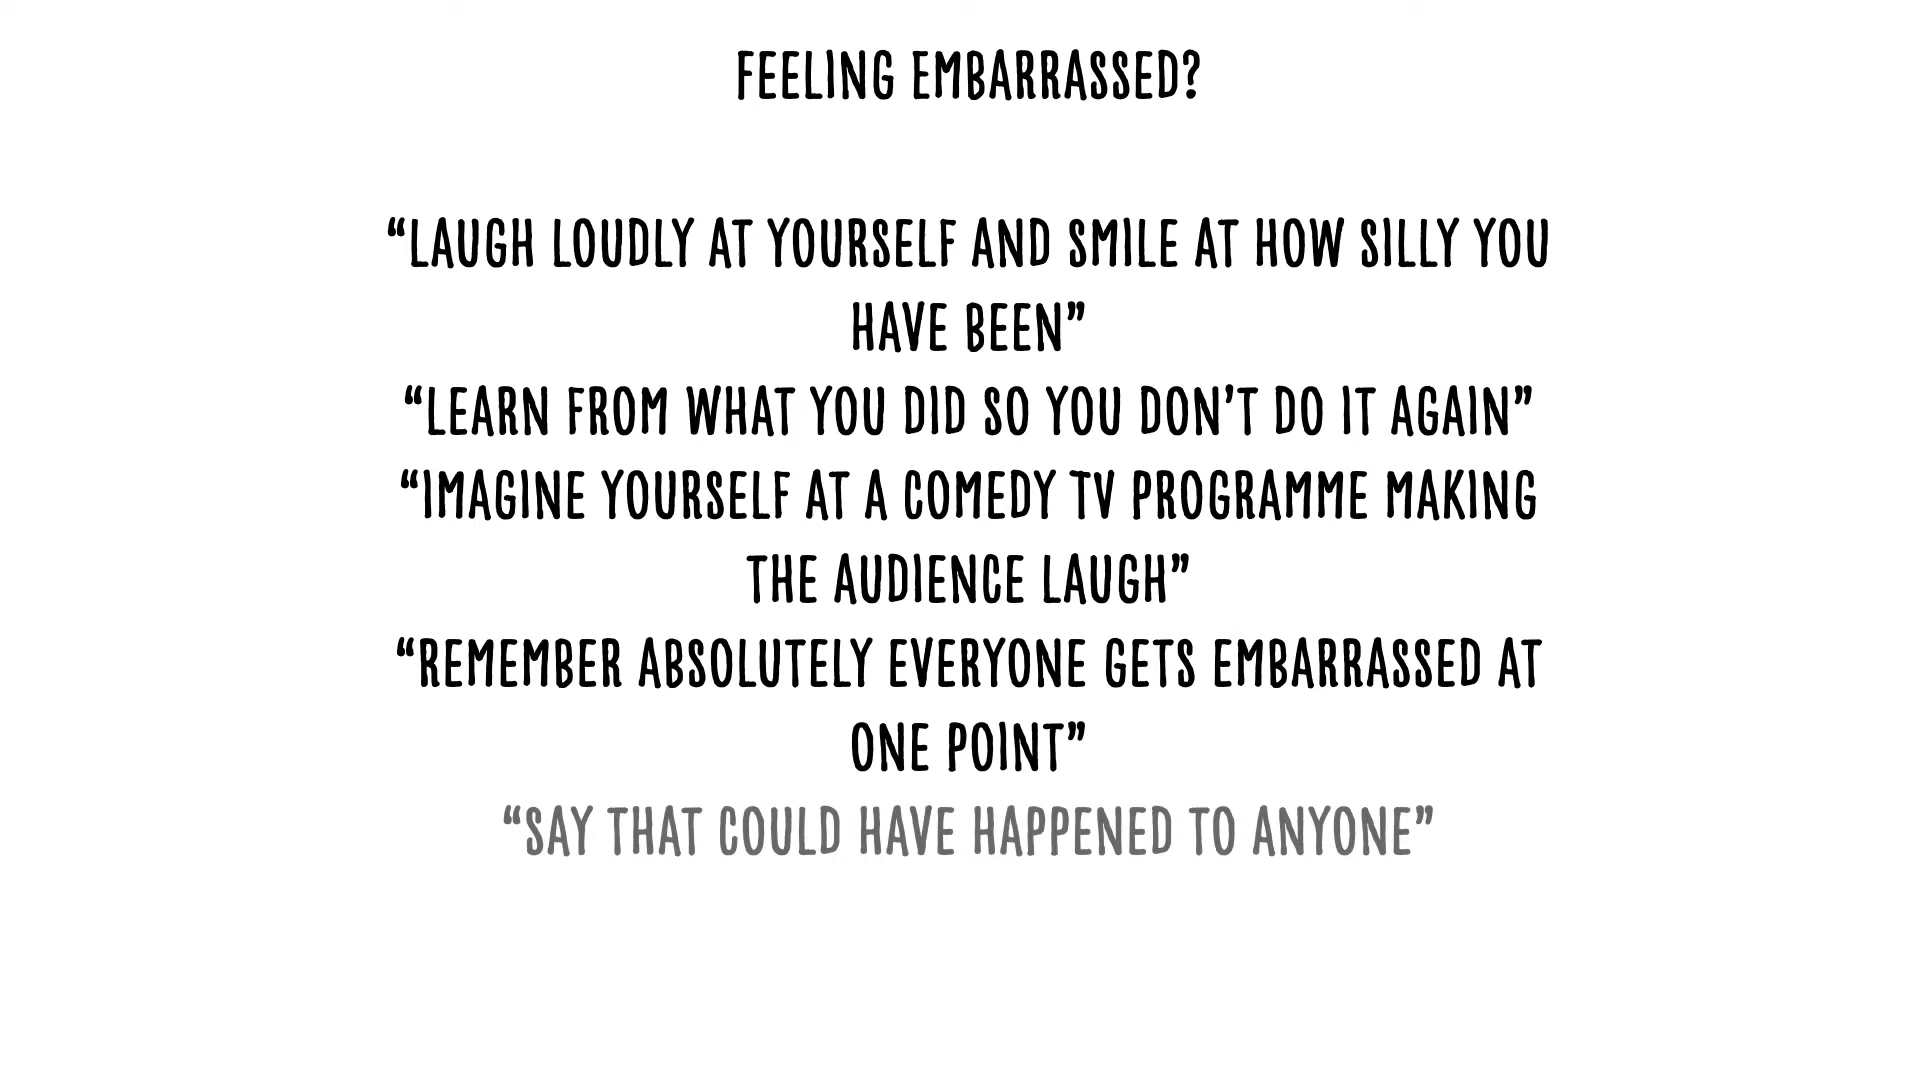 FEELING EMBARRASSED?
“LAUGH LOUDLY AT YOURSELF AND SMILE AT HOW SILLY YOU
HAVE BEEN”
“LEARN FROM WHAT YOU DID SO YOU DON’T DO IT AGAIN”
“IMAGINE YOURSELF AT A COMEDY TV PROGRAMME MAKING
THE AUDIENCE LAUGH”
“REMEMBER ABSOLUTELY EVERYONE GETS EMBARRASSED AT
ONE POINT”
“SAY THAT COULD HAVE HAPPENED TO ANYONE”